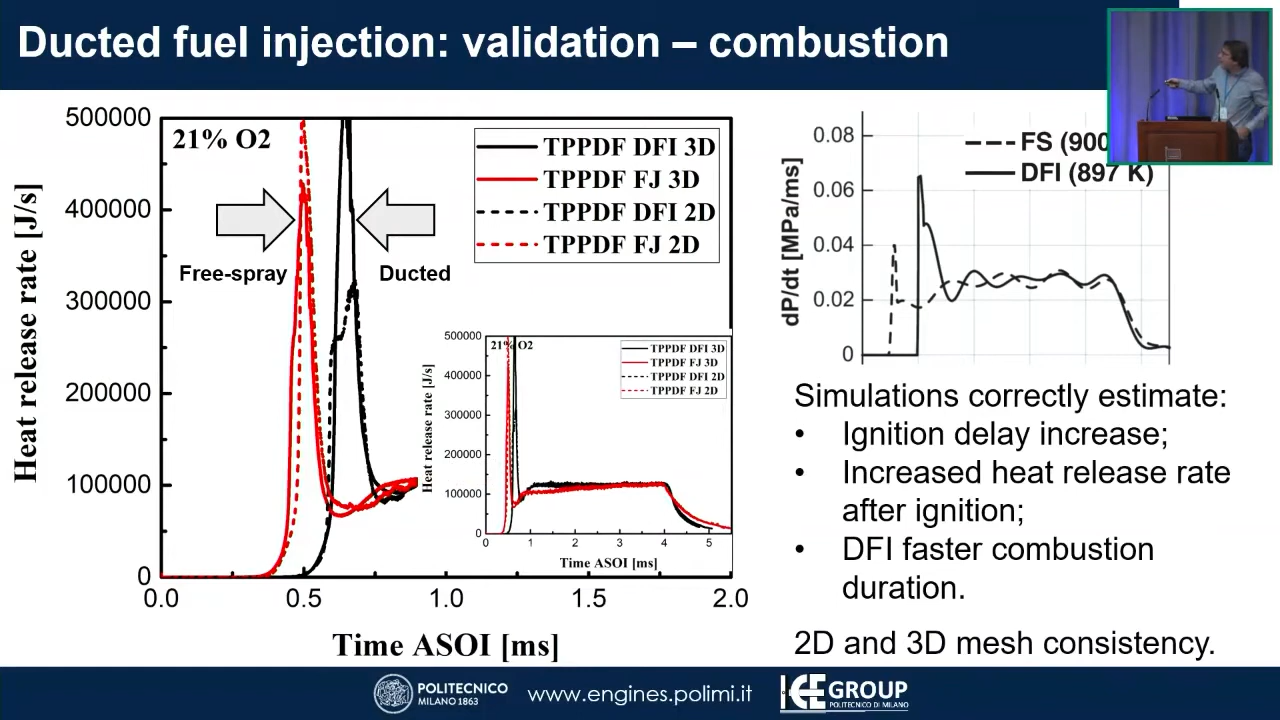 Ducted fuel injection: validation – combustion
Heat release rate [J/s]
500000
400000
300000
200000
100000
0
0.0
0.5
1.0
1.5
2.0
Time ASOI [ms]
21% O2
Free-spray
Ducted
TPPDF DFI 3D
TPPDF FJ 3D
TPPDF DFI 2D
TPPDF FJ 2D
Heat release rate [J/s]
500000
400000
300000
200000
100000
0
0
1
2
3
4
5
Time ASOI [ms]
21% O2
TPPDF DFI 3D
TPPDF FJ 3D
TPPDF DFI 2D
TPPDF FJ 2D
dP/dt [MPa/ms]
0.08
0.06
0.04
0.02
0
FS (900
DFI (897 K)
Simulations correctly estimate:
• Ignition delay increase;
• Increased heat release rate
after ignition;
• DFI faster combustion
duration.
2D and 3D mesh consistency.
POLITECNICO
MILANO 1863
www.engines.polimi.it
ICE GROUP
POLITECNICO DI MILANO